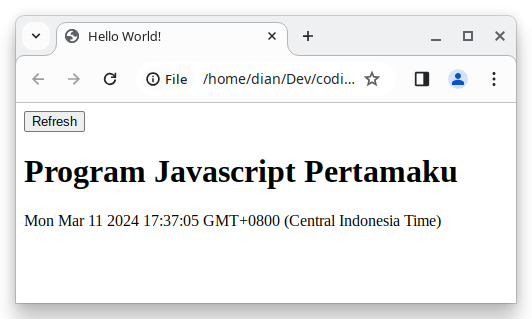 Hello World!
File /home/dian/Dev/codi...
Refresh
Program Javascript Pertamaku
Mon Mar 11 2024 17:37:05 GMT+0800 (Central Indonesia Time)